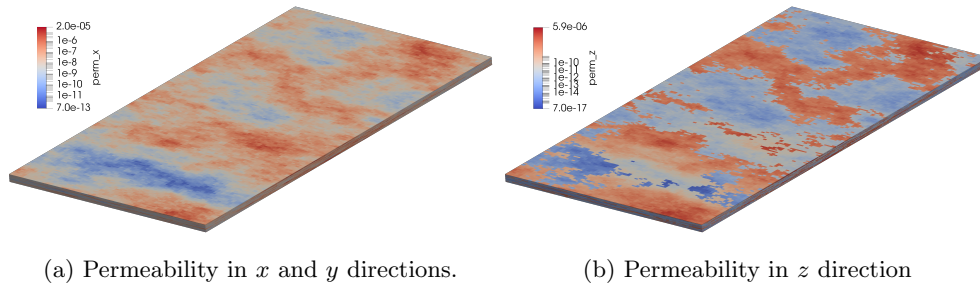 2.0e-05
1e-6
1e-7
1e-8
1e-9
1e-10
1e-11
7.0e-13
perm_x
5.9e-06
1e-10
1e-11
1e-12
1e-13
1e-14
7.0e-17
perm_z
(a) Permeability in x and y directions.
(b) Permeability in z direction